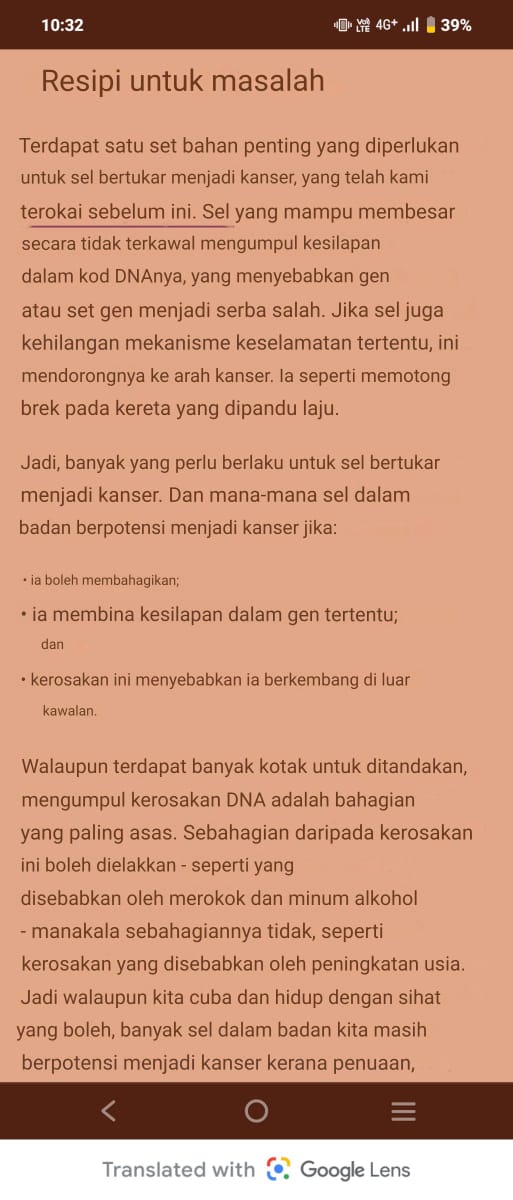 10:32
Vo) LTE 4G+ 39%
Resipi untuk masalah
Terdapat satu set bahan penting yang diperlukan
untuk sel bertukar menjadi kanser, yang telah kami
terokai sebelum ini. Sel yang mampu membesar
secara tidak terkawal mengumpul kesilapan
dalam kod DNAnya, yang menyebabkan gen
atau set gen menjadi serba salah. Jika sel juga
kehilangan mekanisme keselamatan tertentu, ini
mendorongnya ke arah kanser. Ia seperti memotong
brek pada kereta yang dipandu laju.
Jadi, banyak yang perlu berlaku untuk sel bertukar
menjadi kanser. Dan mana-mana sel dalam
badan berpotensi menjadi kanser jika:
• ia boleh membahagikan;
• ia membina kesilapan dalam gen tertentu;
dan
• kerosakan ini menyebabkan ia berkembang di luar
kawalan.
Walaupun terdapat banyak kotak untuk ditandakan,
mengumpul kerosakan DNA adalah bahagian
yang paling asas. Sebahagian daripada kerosakan
ini boleh dielakkan - seperti yang
disebabkan oleh merokok dan minum alkohol
- manakala sebahagiannya tidak, seperti
kerosakan yang disebabkan oleh peningkatan usia.
Jadi walaupun kita cuba dan hidup dengan sihat
yang boleh, banyak sel dalam badan kita masih
berpotensi menjadi kanser kerana penuaan,
Translated with Google Lens